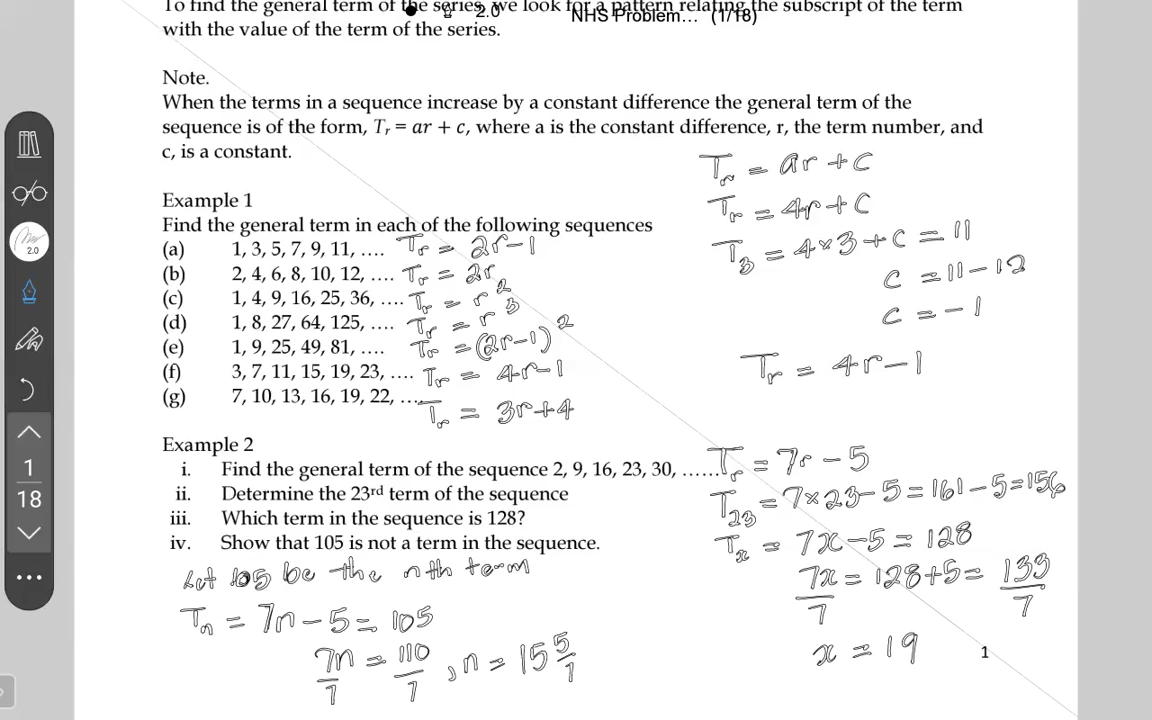 To find the general term of the series, we look for a pattern relating the subscript of the term
2.0 NHS Problem… (1/18)
with the value of the term of the series.
Note.
When the terms in a sequence increase by a constant difference the general term of the
sequence is of the form, Tr = ar + c, where a is the constant difference, r, the term number, and
c, is a constant.
Tr = ar + c
Tr = 4r + c
T3 = 4 × 3 + c = 11
c = 11 - 12
c = -1
Tr = 4r - 1
Example 1
Find the general term in each of the following sequences
(a) 1, 3, 5, 7, 9, 11, …. Tr = 2r-1
(b) 2, 4, 6, 8, 10, 12, …. Tr = 2r
(c) 1, 4, 9, 16, 25, 36, …. Tr = r²
(d) 1, 8, 27, 64, 125, …. Tr = r³
(e) 1, 9, 25, 49, 81, …. Tr = (2r-1)²
(f) 3, 7, 11, 15, 19, 23, …. Tr = 4r-1
(g) 7, 10, 13, 16, 19, 22, …. Tr = 3r+4
Example 2
i. Find the general term of the sequence 2, 9, 16, 23, 30, ……. Tr = 7r - 5
ii. Determine the 23rd term of the sequence T23 = 7×23-5 = 161-5=156
iii. Which term in the sequence is 128?
iv. Show that 105 is not a term in the sequence. Tx = 7x-5 = 128
7x/7 = 128+5 = 133/7
x = 19
Let 105 be the nth term
Tn = 7n-5 = 105
7n/7 = 110/7, n = 15 5/7
1
2.0
1
18